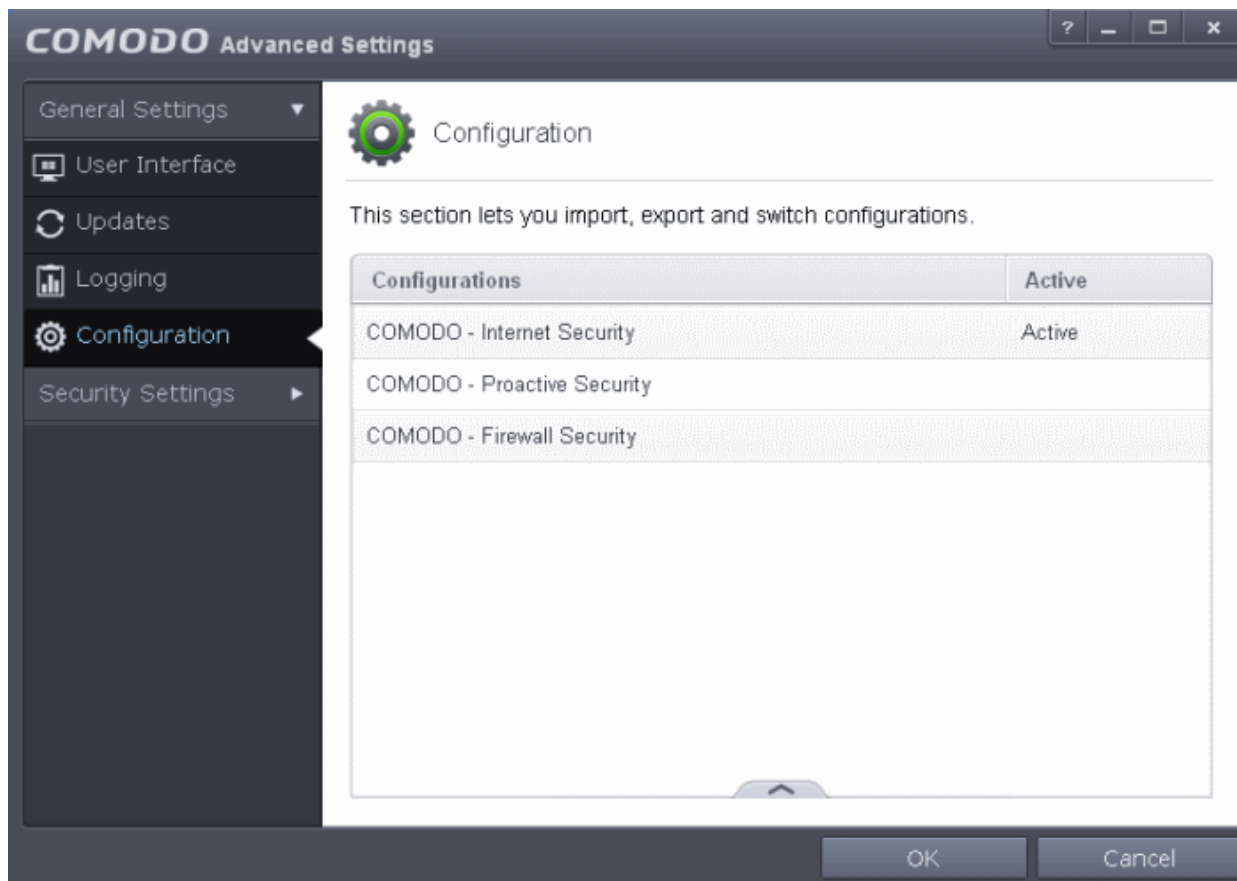 COMODO Advanced Settings
?
General Settings
User Interface
Updates
Logging
Configuration
Security Settings
Configuration
This section lets you import, export and switch configurations.
Configurations Active
COMODO - Internet Security Active
COMODO - Proactive Security
COMODO - Firewall Security
OK Cancel